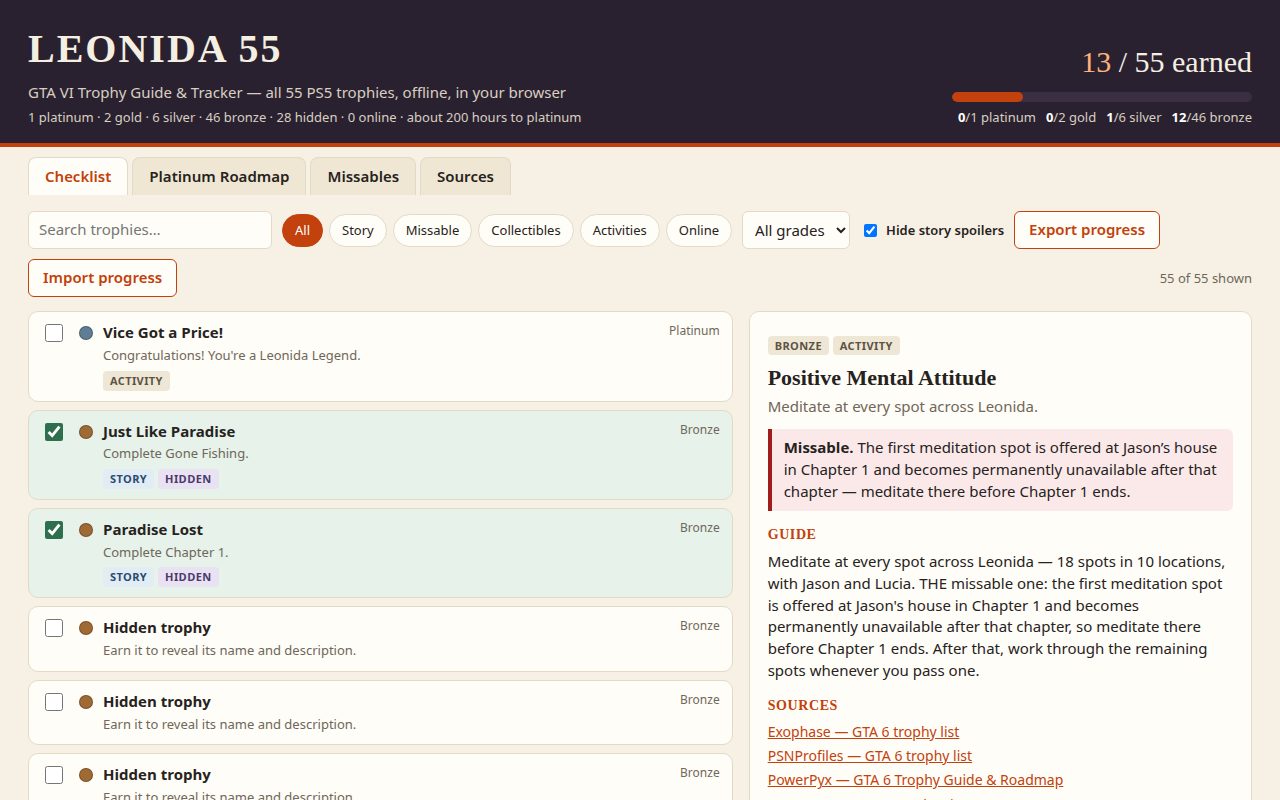 LEONIDA 55
GTA VI Trophy Guide & Tracker — all 55 PS5 trophies, offline, in your browser
1 platinum · 2 gold · 6 silver · 46 bronze · 28 hidden · 0 online · about 200 hours to platinum
13 / 55 earned
0/1 platinum 0/2 gold 1/6 silver 12/46 bronze
Checklist
Platinum Roadmap
Missables
Sources
Search trophies…
All
Story
Missable
Collectibles
Activities
Online
All grades
Hide story spoilers
Export progress
Import progress
55 of 55 shown
Vice Got a Price!
Platinum
Congratulations! You're a Leonida Legend.
ACTIVITY
Just Like Paradise
Bronze
Complete Gone Fishing.
STORY HIDDEN
Paradise Lost
Bronze
Complete Chapter 1.
STORY HIDDEN
Hidden trophy
Bronze
Earn it to reveal its name and description.
Hidden trophy
Bronze
Earn it to reveal its name and description.
Hidden trophy
Bronze
Earn it to reveal its name and description.
BRONZE ACTIVITY
Positive Mental Attitude
Meditate at every spot across Leonida.
Missable. The first meditation spot is offered at Jason’s house
in Chapter 1 and becomes permanently unavailable after that
chapter — meditate there before Chapter 1 ends.
GUIDE
Meditate at every spot across Leonida — 18 spots in 10 locations,
with Jason and Lucia. THE missable one: the first meditation spot
is offered at Jason's house in Chapter 1 and becomes
permanently unavailable after that chapter, so meditate there
before Chapter 1 ends. After that, work through the remaining
spots whenever you pass one.
SOURCES
Exophase — GTA 6 trophy list
PSNProfiles — GTA 6 trophy list
PowerPyx — GTA 6 Trophy Guide & Roadmap